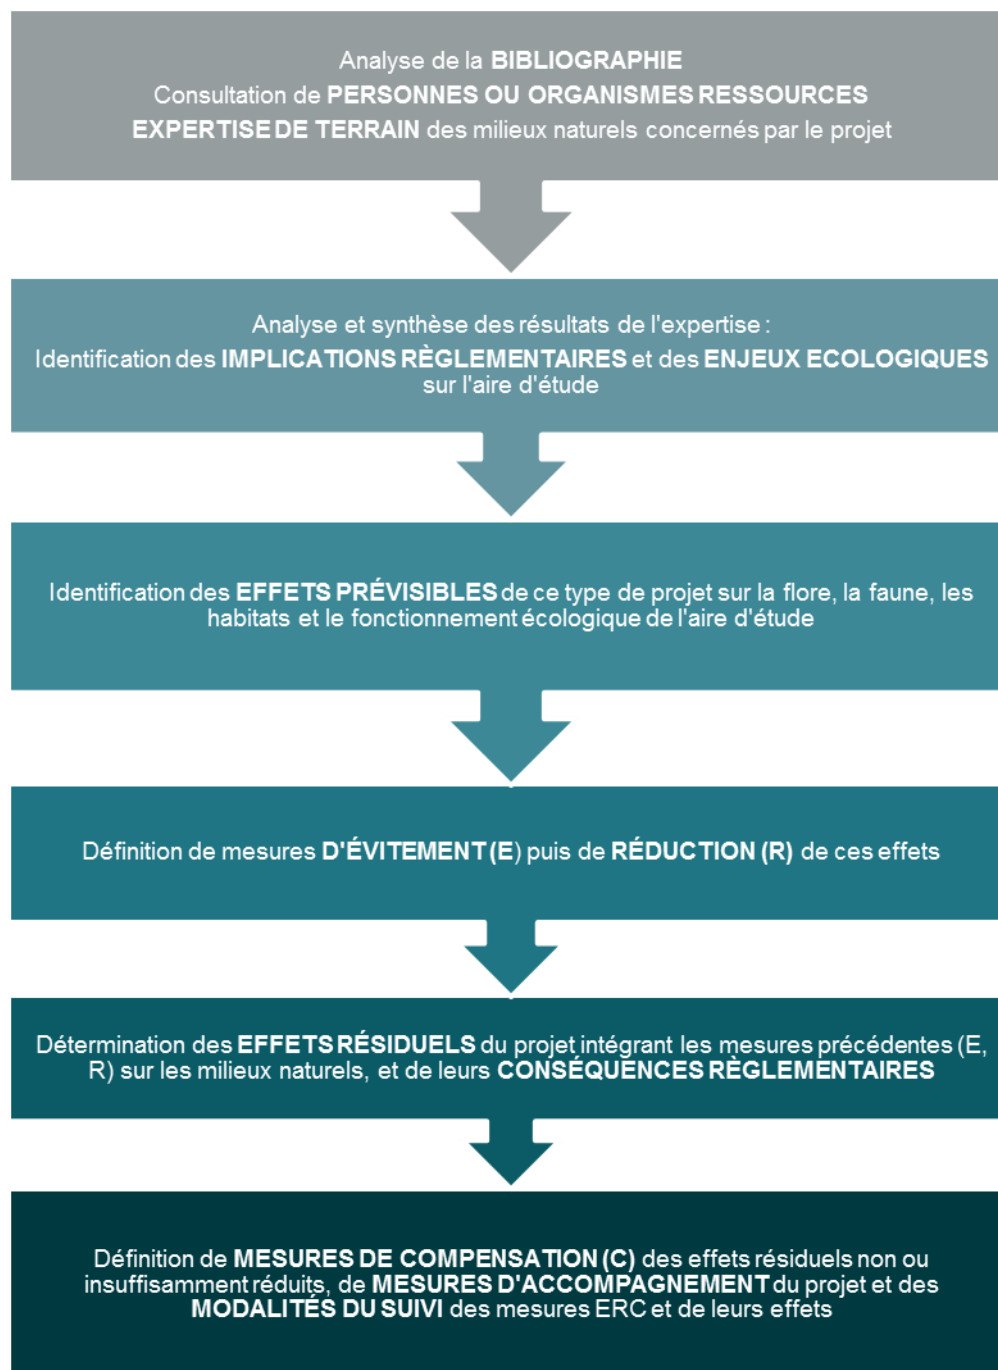 Analyse de la BIBLIOGRAPHIE
Consultation de PERSONNES OU ORGANISMES RESSOURCES
EXPERTISE DE TERRAIN des milieux naturels concernés par le projet
Analyse et synthèse des résultats de l'expertise :
Identification des IMPLICATIONS RÈGLEMENTAIRES et des ENJEUX ECOLOGIQUES
sur l'aire d'étude
Identification des EFFETS PRÉVISIBLES de ce type de projet sur la flore, la faune, les
habitats et le fonctionnement écologique de l'aire d'étude
Définition de mesures D'ÉVITEMENT (E) puis de RÉDUCTION (R) de ces effets
Détermination des EFFETS RÉSIDUELS du projet intégrant les mesures précédentes (E,
R) sur les milieux naturels, et de leurs CONSÉQUENCES RÈGLEMENTAIRES
Définition de MESURES DE COMPENSATION (C) des effets résiduels non ou
insuffisamment réduits, de MESURES D'ACCOMPAGNEMENT du projet et des
MODALITÉS DU SUIVI des mesures ERC et de leurs effets